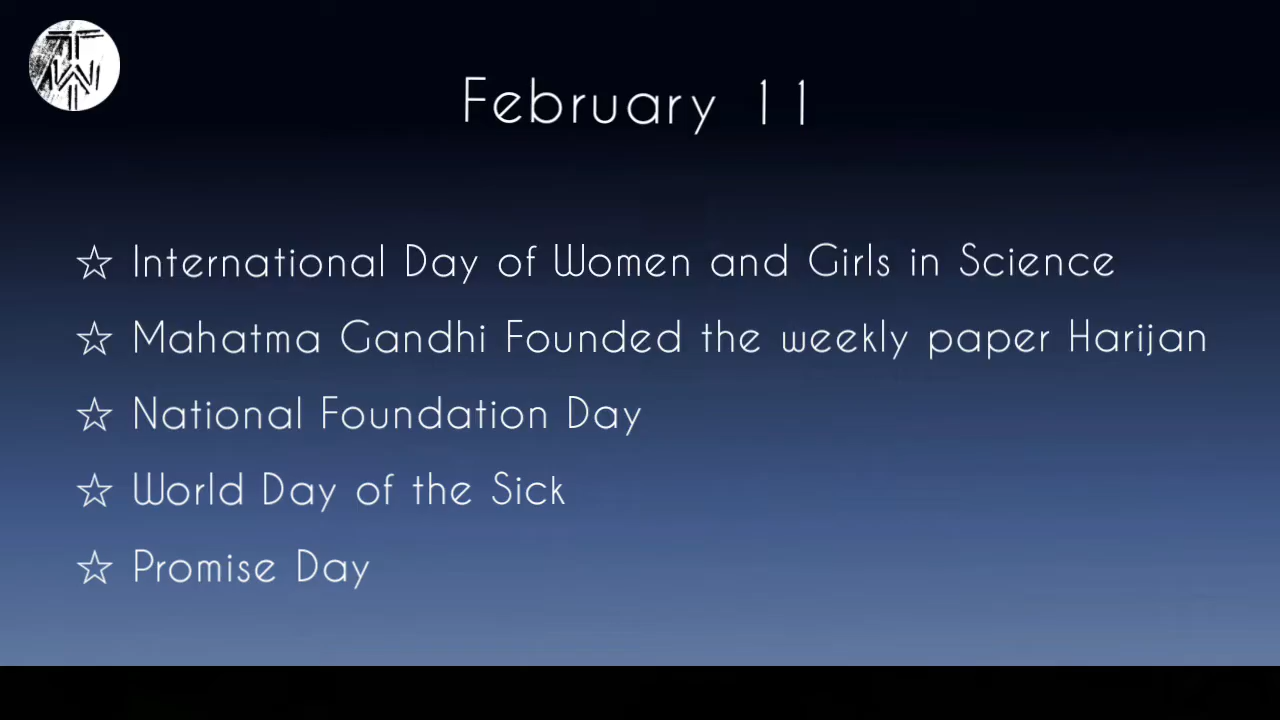 February 11
☆ International Day of Women and Girls in Science
☆ Mahatma Gandhi Founded the weekly paper Harijan
☆ National Foundation Day
☆ World Day of the Sick
☆ Promise Day